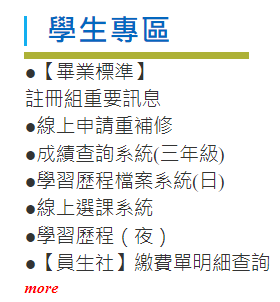 學生專區
●【畢業標準】
註冊組重要訊息
●線上申請重補修
●成績查詢系統(三年級)
●學習歷程檔案系統(日)
●線上選課系統
●學習歷程（夜）
●【員生社】繳費單明細查詢
more